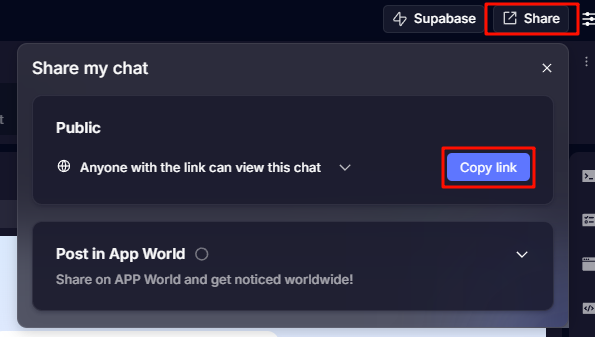 Supabase
Share
Share my chat
Public
Anyone with the link can view this chat
Copy link
Post in App World
Share on APP World and get noticed worldwide!